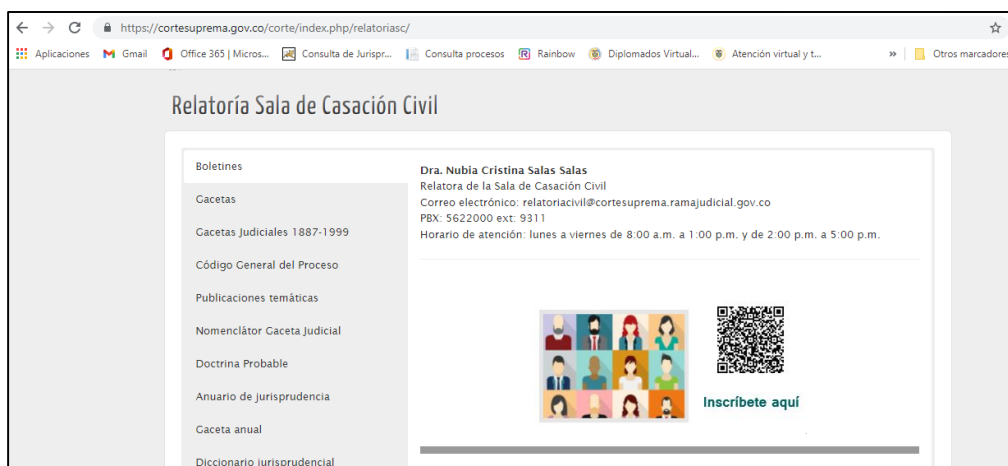 https://cortesuprema.gov.co/corte/index.php/relatoriasc/
Aplicaciones Gmail Office 365 | Micros... Consulta de Jurispr... Consulta procesos Rainbow Diplomados Virtual... Atención virtual y t... » Otros marcadores
Relatoría Sala de Casación Civil
Boletines
Gacetas
Gacetas Judiciales 1887-1999
Código General del Proceso
Publicaciones temáticas
Nomenclátor Gaceta Judicial
Doctrina Probable
Anuario de jurisprudencia
Gaceta anual
Diccionario jurisprudencial
Dra. Nubia Cristina Salas Salas
Relatora de la Sala de Casación Civil
Correo electrónico: relatoriacivil@cortesuprema.ramajudicial.gov.co
PBX: 5622000 ext: 9311
Horario de atención: lunes a viernes de 8:00 a.m. a 1:00 p.m. y de 2:00 p.m. a 5:00 p.m.
Inscríbete aquí